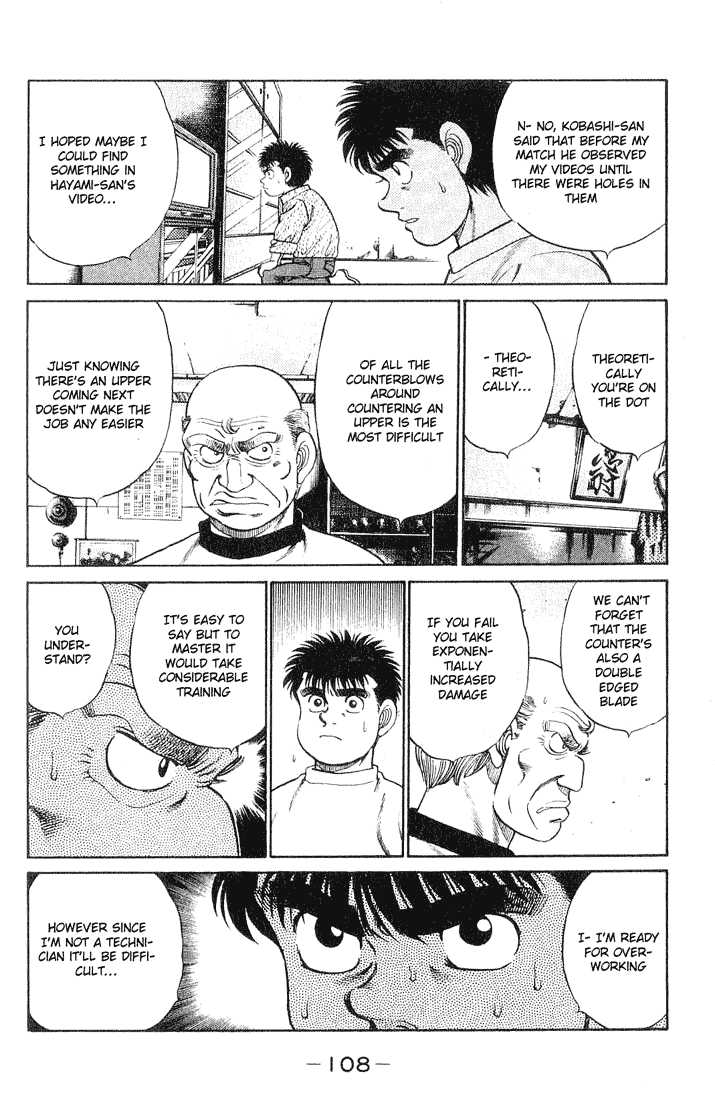 N- NO, KOBASHI-SAN
SAID THAT BEFORE MY
MATCH HE OBSERVED
MY VIDEOS UNTIL
THERE WERE HOLES IN
THEM
I HOPED MAYBE I
COULD FIND
SOMETHING IN
HAYAMI-SAN'S
VIDEO...
THEORETI-
CALLY
YOU'RE ON
THE DOT
- THEO-
RETI-
CALLY...
OF ALL THE
COUNTERBLOWS
AROUND
COUNTERING AN
UPPER IS THE
MOST DIFFICULT
JUST KNOWING
THERE'S AN UPPER
COMING NEXT
DOESN'T MAKE THE
JOB ANY EASIER
WE CAN'T
FORGET
THAT THE
COUNTER'S
ALSO A
DOUBLE
EDGED
BLADE
IF YOU FAIL
YOU TAKE
EXPONEN-
TIALLY
INCREASED
DAMAGE
IT'S EASY TO
SAY BUT TO
MASTER IT
WOULD TAKE
CONSIDERABLE
TRAINING
YOU
UNDER-
STAND?
I- I'M READY
FOR OVER-
WORKING
HOWEVER SINCE
I'M NOT A TECHNI-
CIAN IT'LL BE DIFFI-
CULT...
—108—